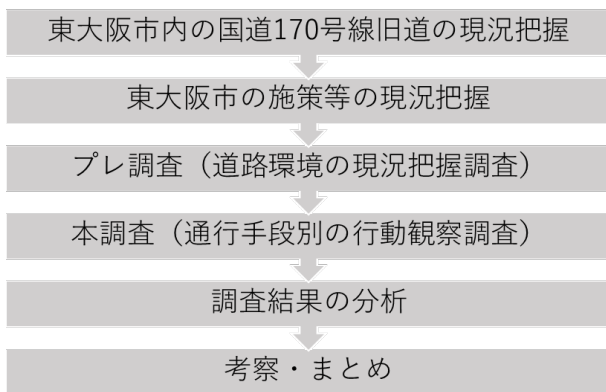 東大阪市内の国道170号線旧道の現況把握
東大阪市の施策等の現況把握
プレ調査（道路環境の現況把握調査）
本調査（通行手段別の行動観察調査）
調査結果の分析
考察・まとめ